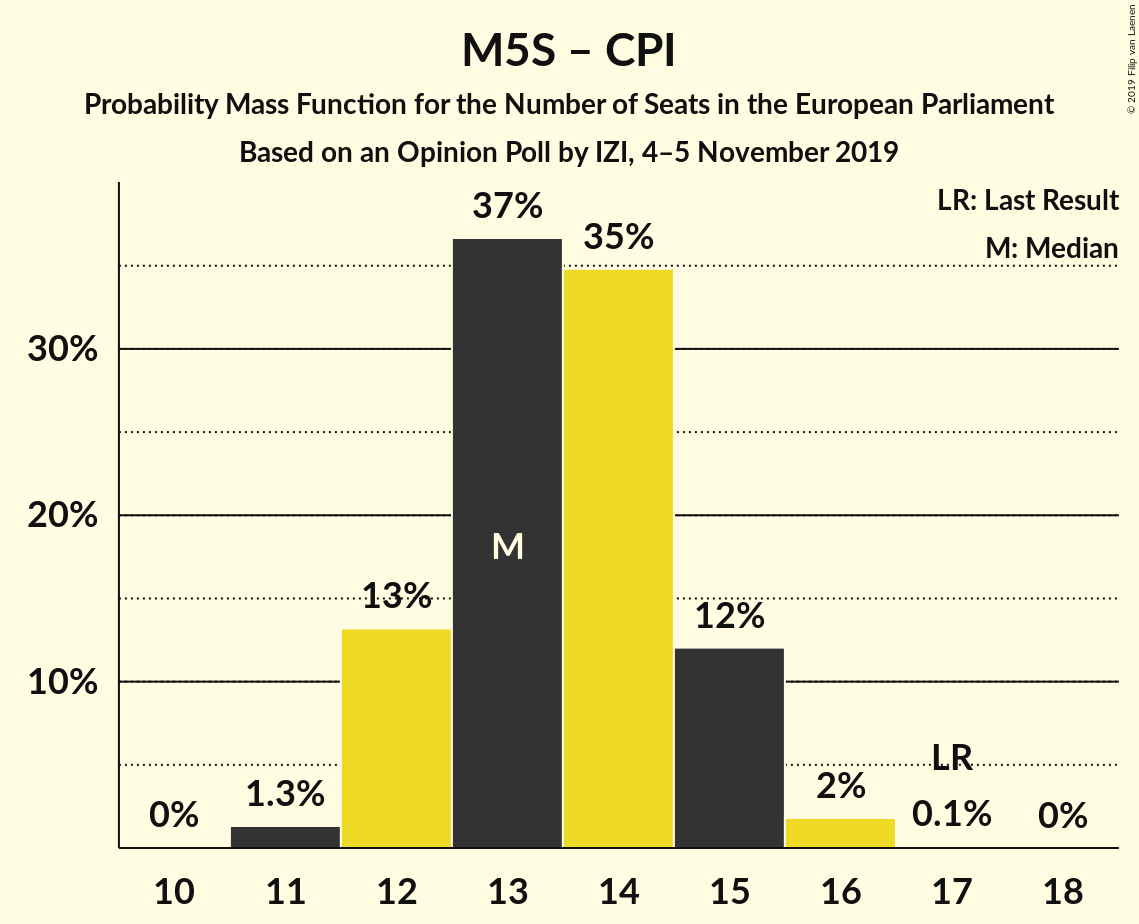 M5S – CPI
Probability Mass Function for the Number of Seats in the European Parliament
Based on an Opinion Poll by IZI, 4–5 November 2019
© 2019 Filip van Laenen
LR: Last Result
M: Median
37%
35%
30%
20%
M
13%
12%
10%
LR
2%
1.3%
0%
0.1%
0%
10 11 12 13 14 15 16 17 18